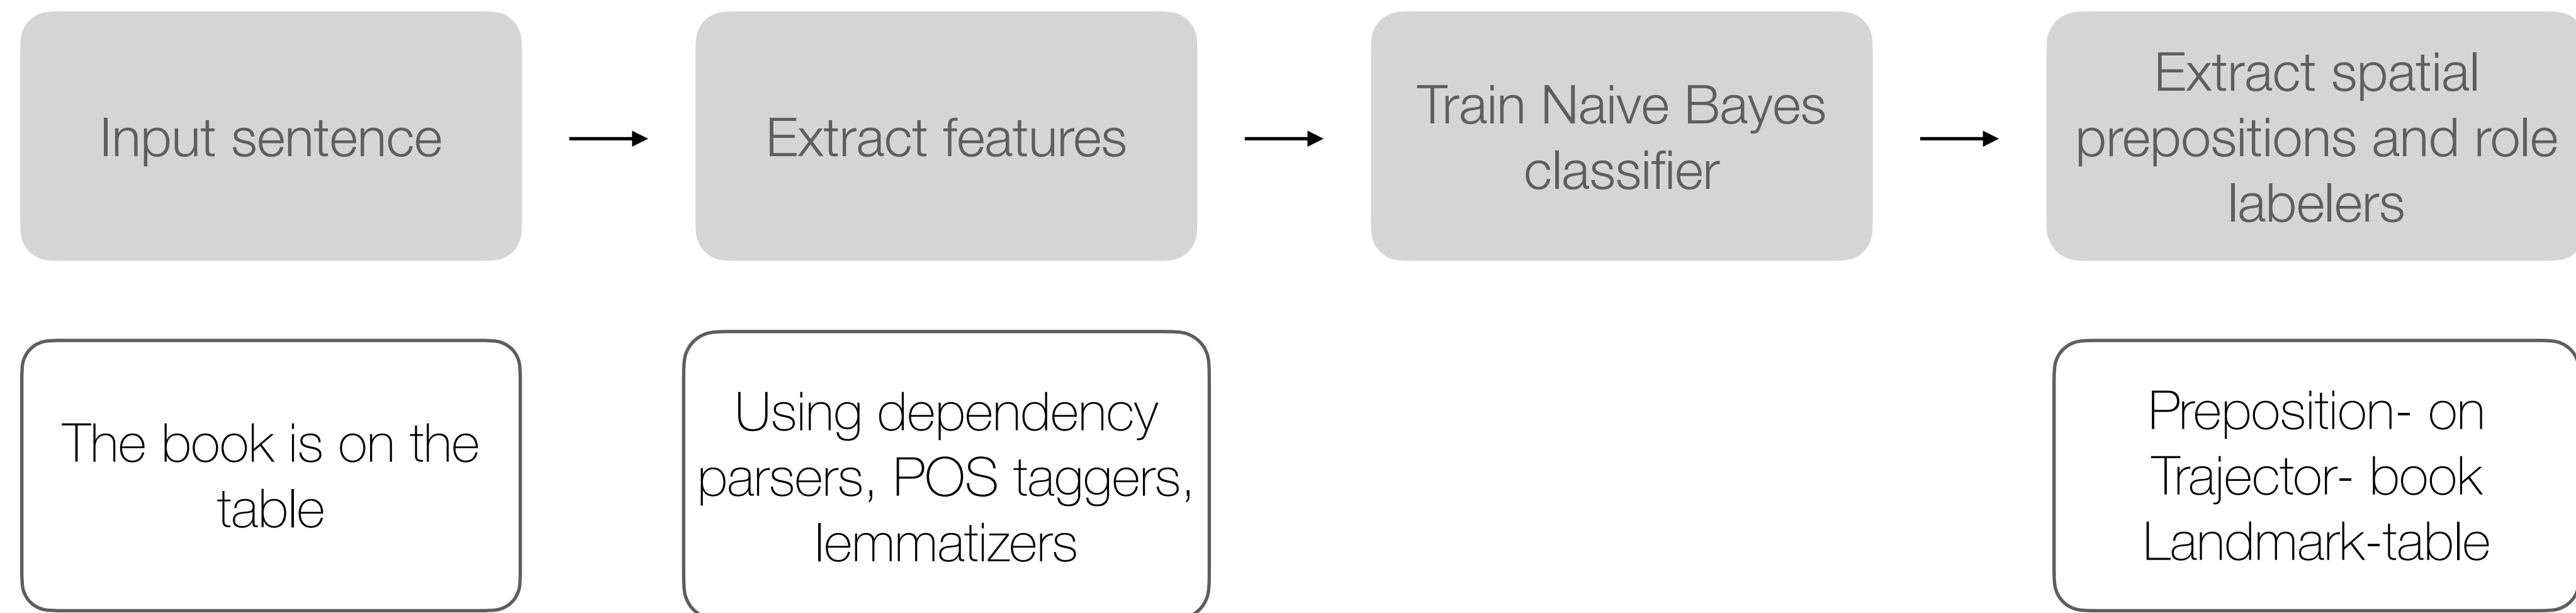 Input sentence
Extract features
Train Naive Bayes
classifier
Extract spatial
prepositions and role
labelers
The book is on the
table
Using dependency
parsers, POS taggers,
lemmatizers
Preposition- on
Trajector- book
Landmark-table